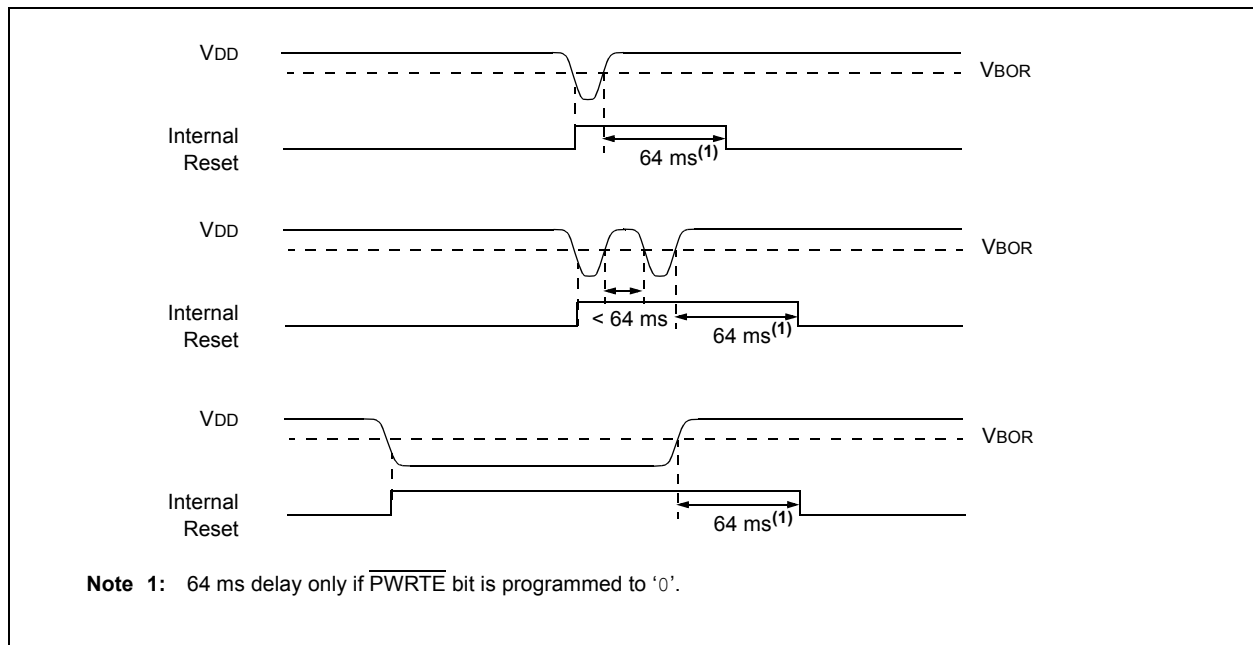 VDD
VBOR
Internal
Reset
64 ms(1)
VDD
VBOR
Internal
Reset
< 64 ms
64 ms(1)
VDD
VBOR
Internal
Reset
64 ms(1)
Note 1: 64 ms delay only if PWRTE bit is programmed to ‘0’.